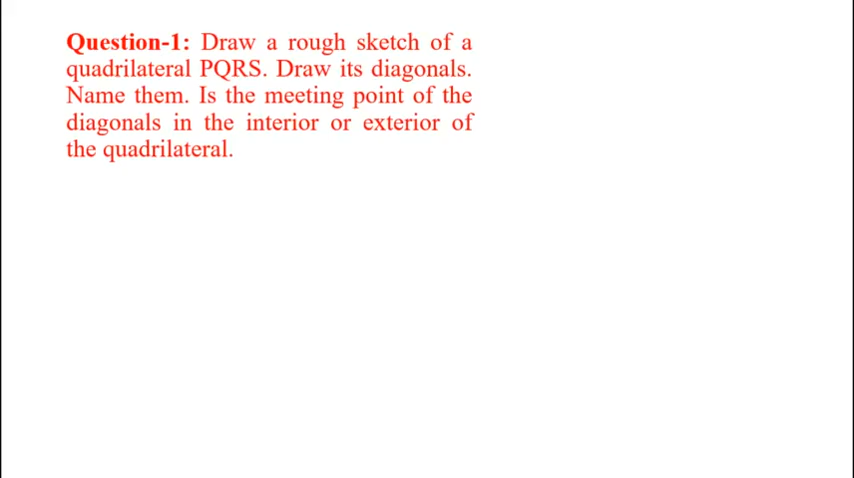 Question-1: Draw a rough sketch of a
quadrilateral PQRS. Draw its diagonals.
Name them. Is the meeting point of the
diagonals in the interior or exterior of
the quadrilateral.